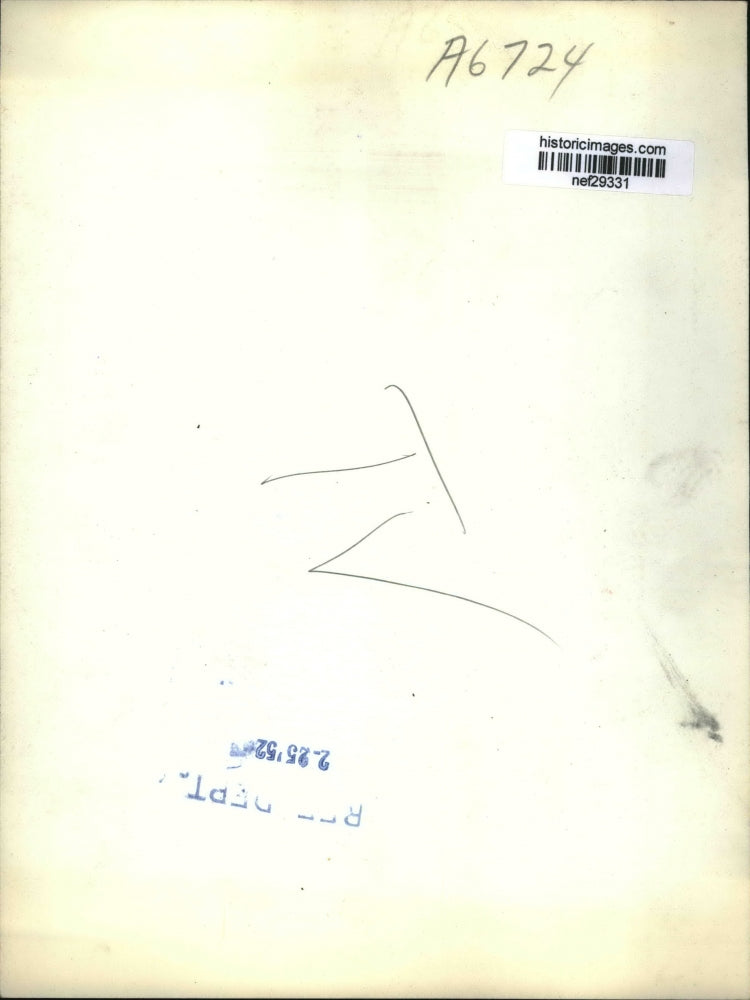 A6724
historicimages.com
nef29331
2-25'52
DEPT.